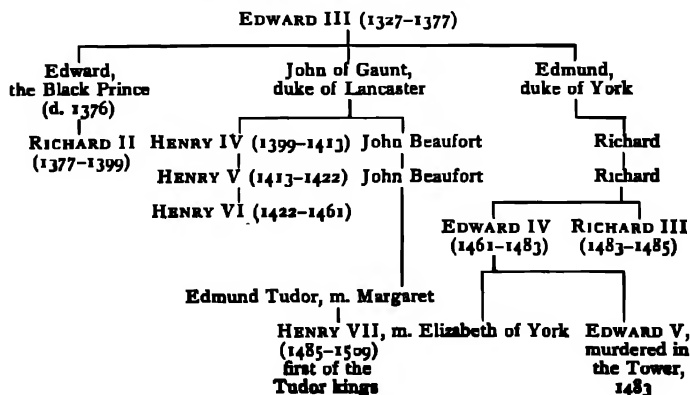 EDWARD III (1327–1377)
Edward, the Black Prince (d. 1376)
John of Gaunt, duke of Lancaster
Edmund, duke of York
RICHARD II (1377–1399)
HENRY IV (1399–1413) John Beaufort Richard
HENRY V (1413–1422) John Beaufort Richard
HENRY VI (1422–1461)
EDWARD IV (1461–1483)
RICHARD III (1483–1485)
Edmund Tudor, m. Margaret
HENRY VII, m. Elizabeth of York
(1485–1509)
first of the
Tudor kings
EDWARD V,
murdered in
the Tower,
1483